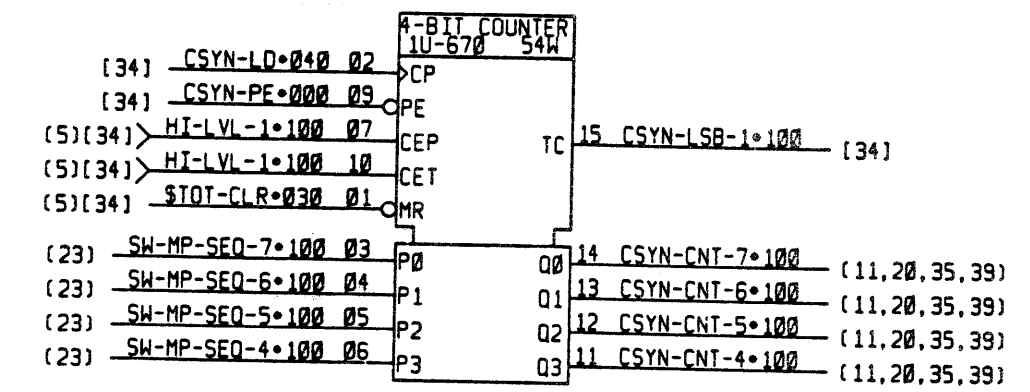 4-BIT COUNTER
1U-670 S4W
[34] CSYN-LD•040 02 CP
[34] CSYN-PE•000 09 PE
(5)[34] HI-LVL-1•100 07 CEP
TC 15 CSYN-LSB-1•100 [34]
(5)[34] HI-LVL-1•100 10 CET
(5)[34] $TOT-CLR•030 01 MR
(23) SW-MP-SEQ-7•100 03 P0 Q0 14 CSYN-CNT-7•100 (11,20,35,39)
(23) SW-MP-SEQ-6•100 04 P1 Q1 13 CSYN-CNT-6•100 (11,20,35,39)
(23) SW-MP-SEQ-5•100 05 P2 Q2 12 CSYN-CNT-5•100 (11,20,35,39)
(23) SW-MP-SEQ-4•100 06 P3 Q3 11 CSYN-CNT-4•100 (11,20,35,39)